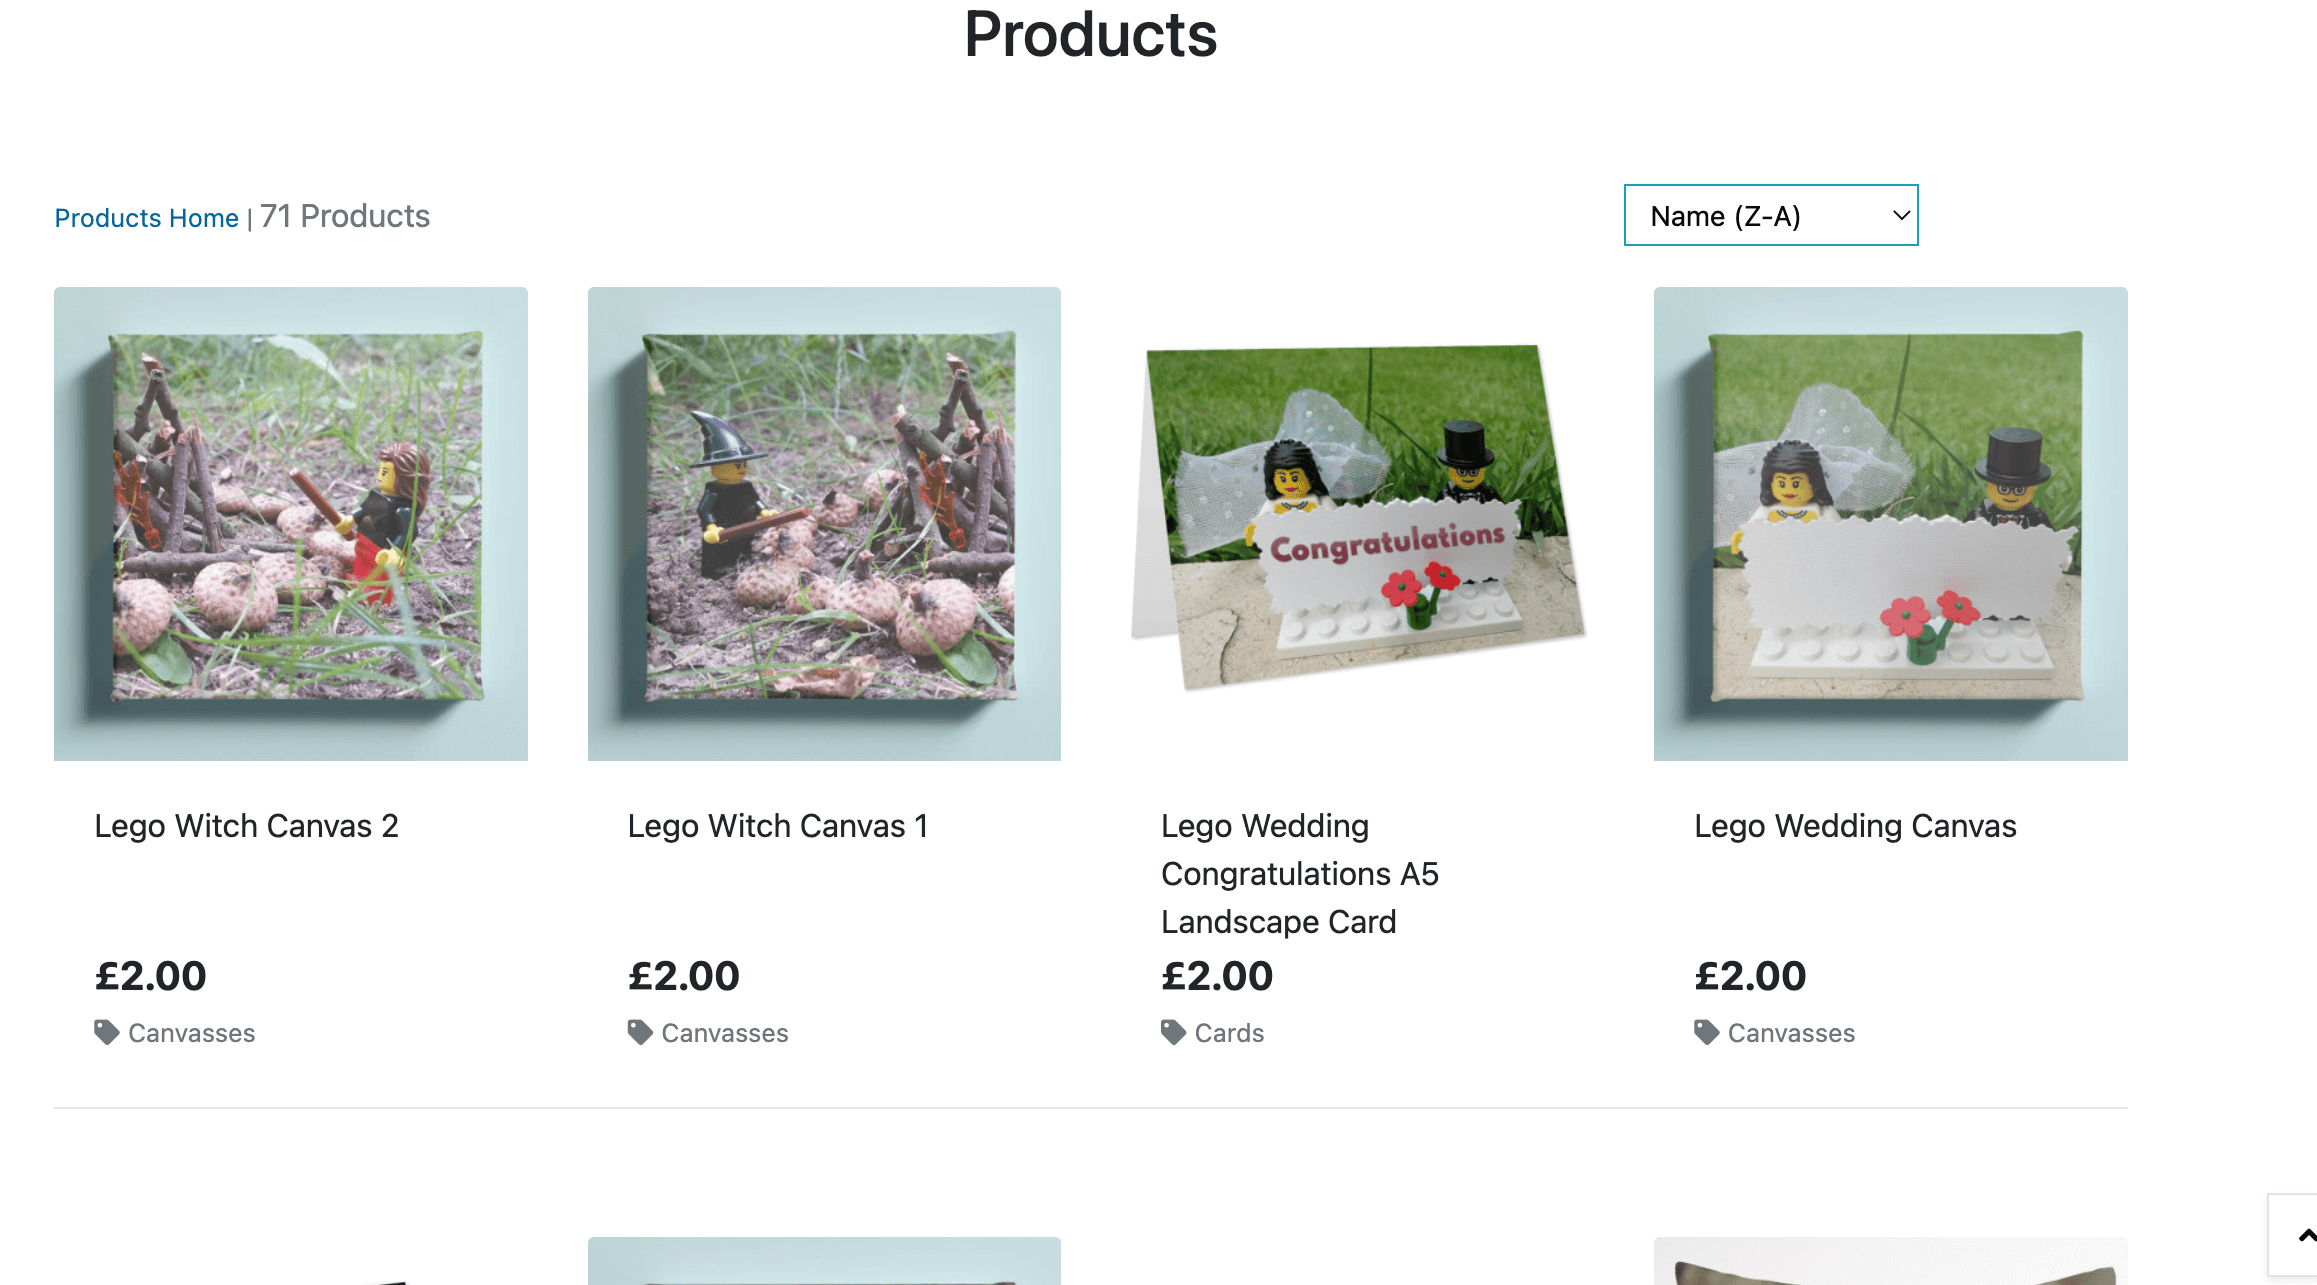 Products
Products Home | 71 Products
Name (Z-A)
Congratulations
Lego Witch Canvas 2
Lego Witch Canvas 1
Lego Wedding
Congratulations A5
Landscape Card
Lego Wedding Canvas
£2.00
£2.00
£2.00
£2.00
Canvasses
Canvasses
Cards
Canvasses